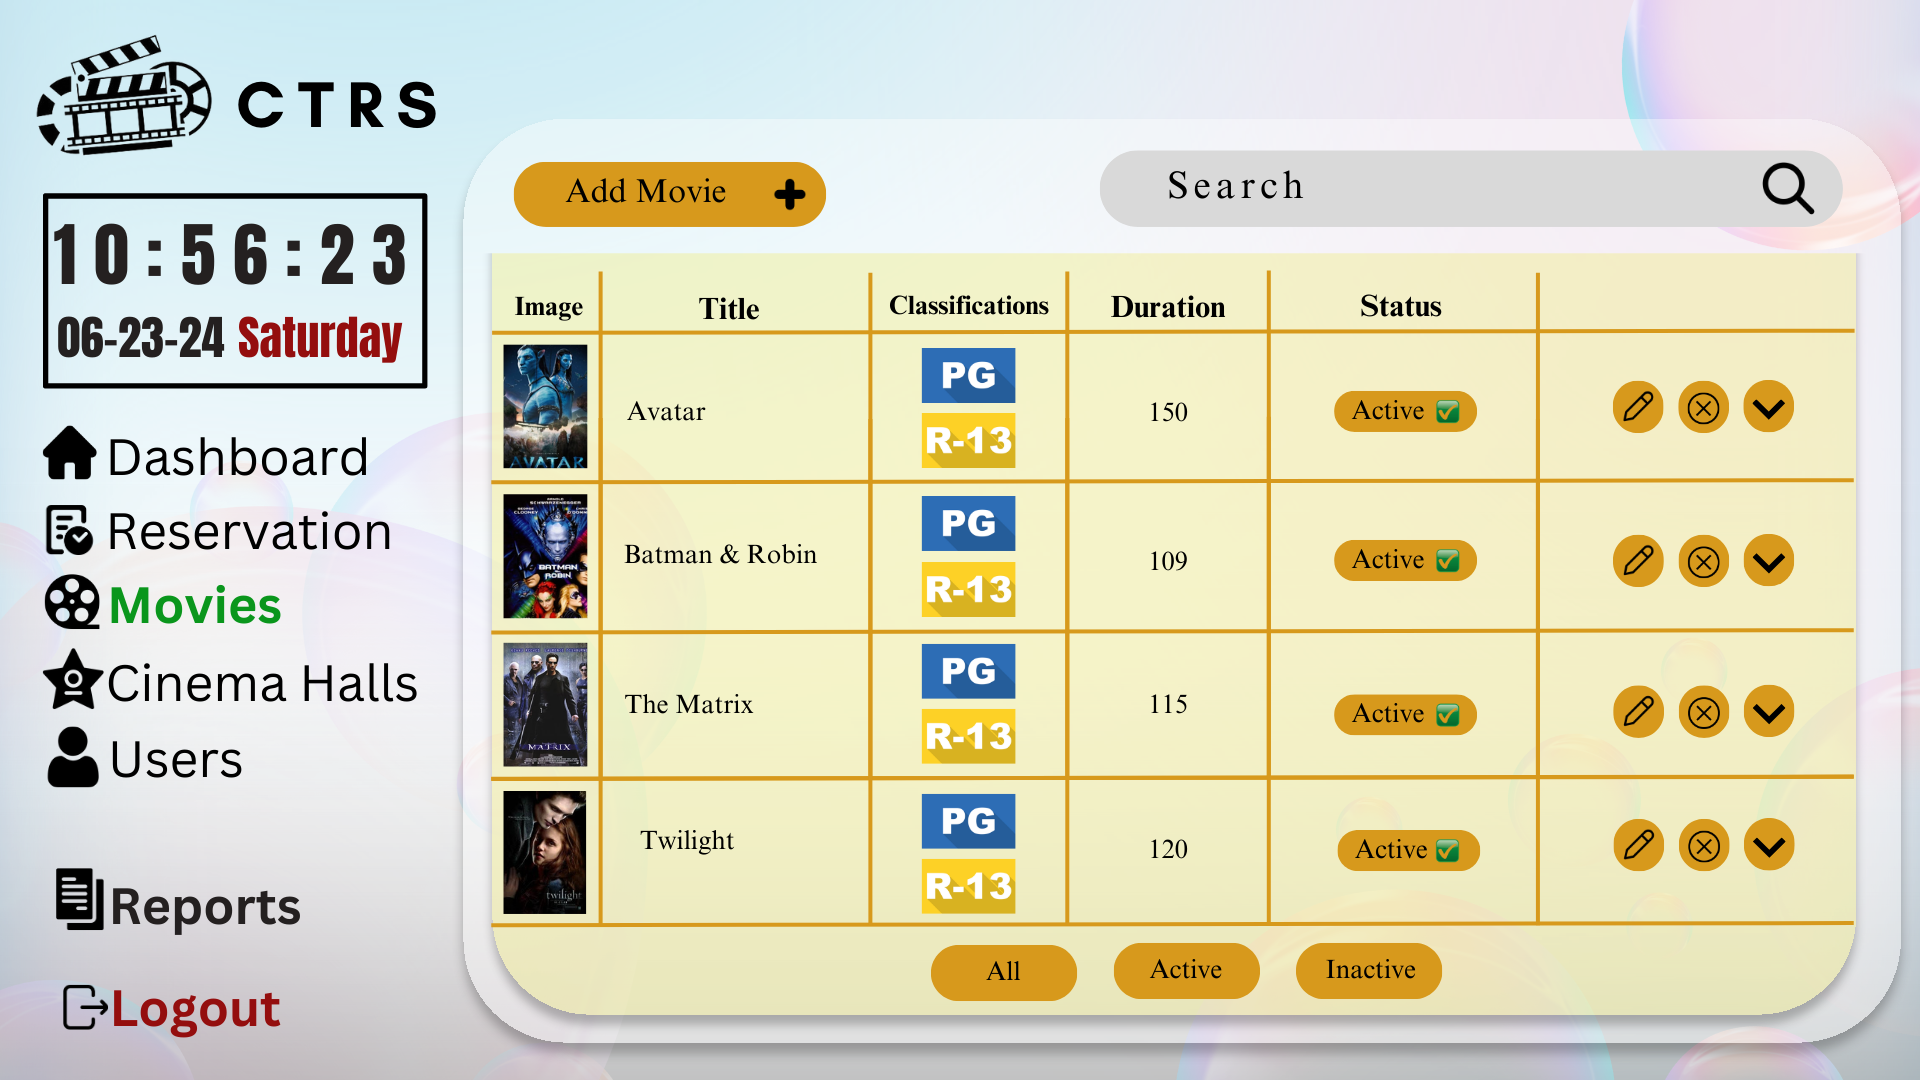 CTRS
10:56:23
06-23-24 Saturday
Dashboard
Reservation
Movies
Cinema Halls
Users
Reports
Logout
Add Movie
Search
Image Title Classifications Duration Status
AVATAR
Avatar
PG
R-13
150
Active
BATMAN
ROBIN
Batman & Robin
PG
R-13
109
Active
MATRIX
The Matrix
PG
R-13
115
Active
twilight
Twilight
PG
R-13
120
Active
All Active Inactive